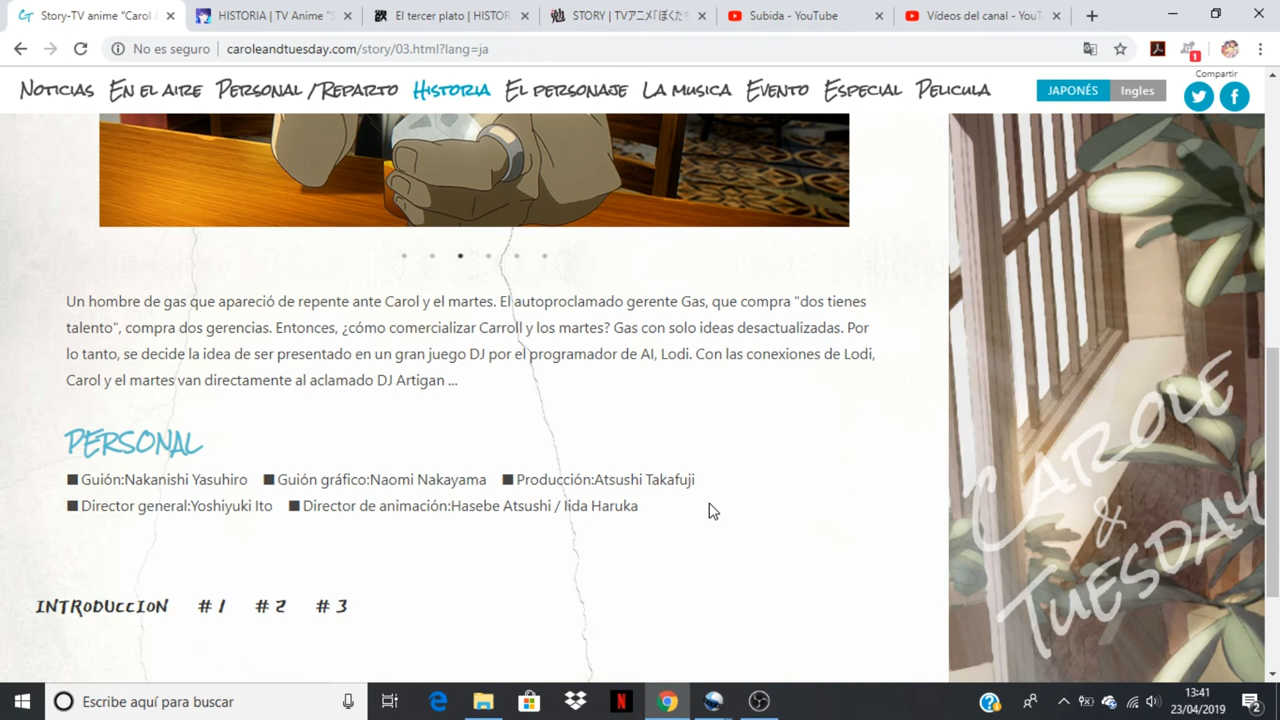 Story-TV anime "Carol &
HISTORIA | TV Anime "S
El tercer plato | HISTOR
STORY | TVアニメ「ぼくたち
Subida - YouTube
Vídeos del canal - YouT
No es seguro
caroleandtuesday.com/story/03.html?lang=ja
1
Noticias
En el aire
Personal /Reparto
Historia
El personaje
La musica
Evento
Especial
Pelicula
JAPONÉS
Ingles
Compartir
Un hombre de gas que apareció de repente ante Carol y el martes. El autoproclamado gerente Gas, que compra "dos tienes
talento", compra dos gerencias. Entonces, ¿cómo comercializar Carroll y los martes? Gas con solo ideas desactualizadas. Por
lo tanto, se decide la idea de ser presentado en un gran juego DJ por el programador de AI, Lodi. Con las conexiones de Lodi,
Carol y el martes van directamente al aclamado DJ Artigan ...
PERSONAL
■ Guión:Nakanishi Yasuhiro ■ Guión gráfico:Naomi Nakayama ■ Producción:Atsushi Takafuji
■ Director general:Yoshiyuki Ito ■ Director de animación:Hasebe Atsushi / Iida Haruka
INTRODUCCION #1 #2 #3
CAROLE
&
TUESDAY
Escribe aquí para buscar
13:41
23/04/2019
2